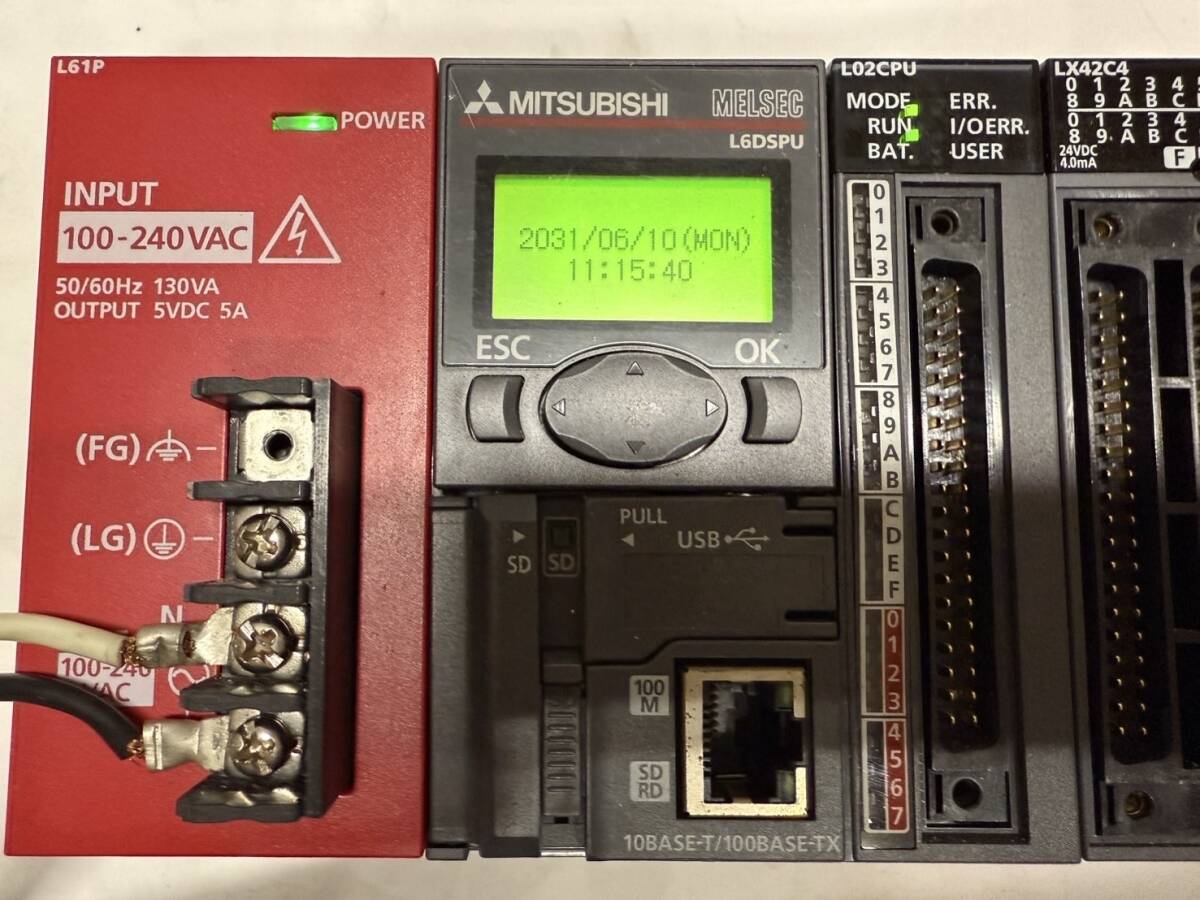 L61P
POWER
INPUT
100-240VAC
50/60Hz 130VA
OUTPUT 5VDC 5A
(FG)
(LG)
N
100-240
VAC
MITSUBISHI MELSEC
L6DSPU
2031/06/10(MON)
11:15:40
ESC OK
PULL
USB
SD SD
100
M
SD
RD
10BASE-T/100BASE-TX
L02CPU
MODE ERR.
RUN I/OERR.
BAT. USER
0
1
2
3
4
5
6
7
8
9
A
B
C
D
E
F
0
1
2
3
4
5
6
7
LX42C4
0 1 2 3 4
8 9 A B C
0 1 2 3 4
8 9 A B C
24VDC
4.0mA
F